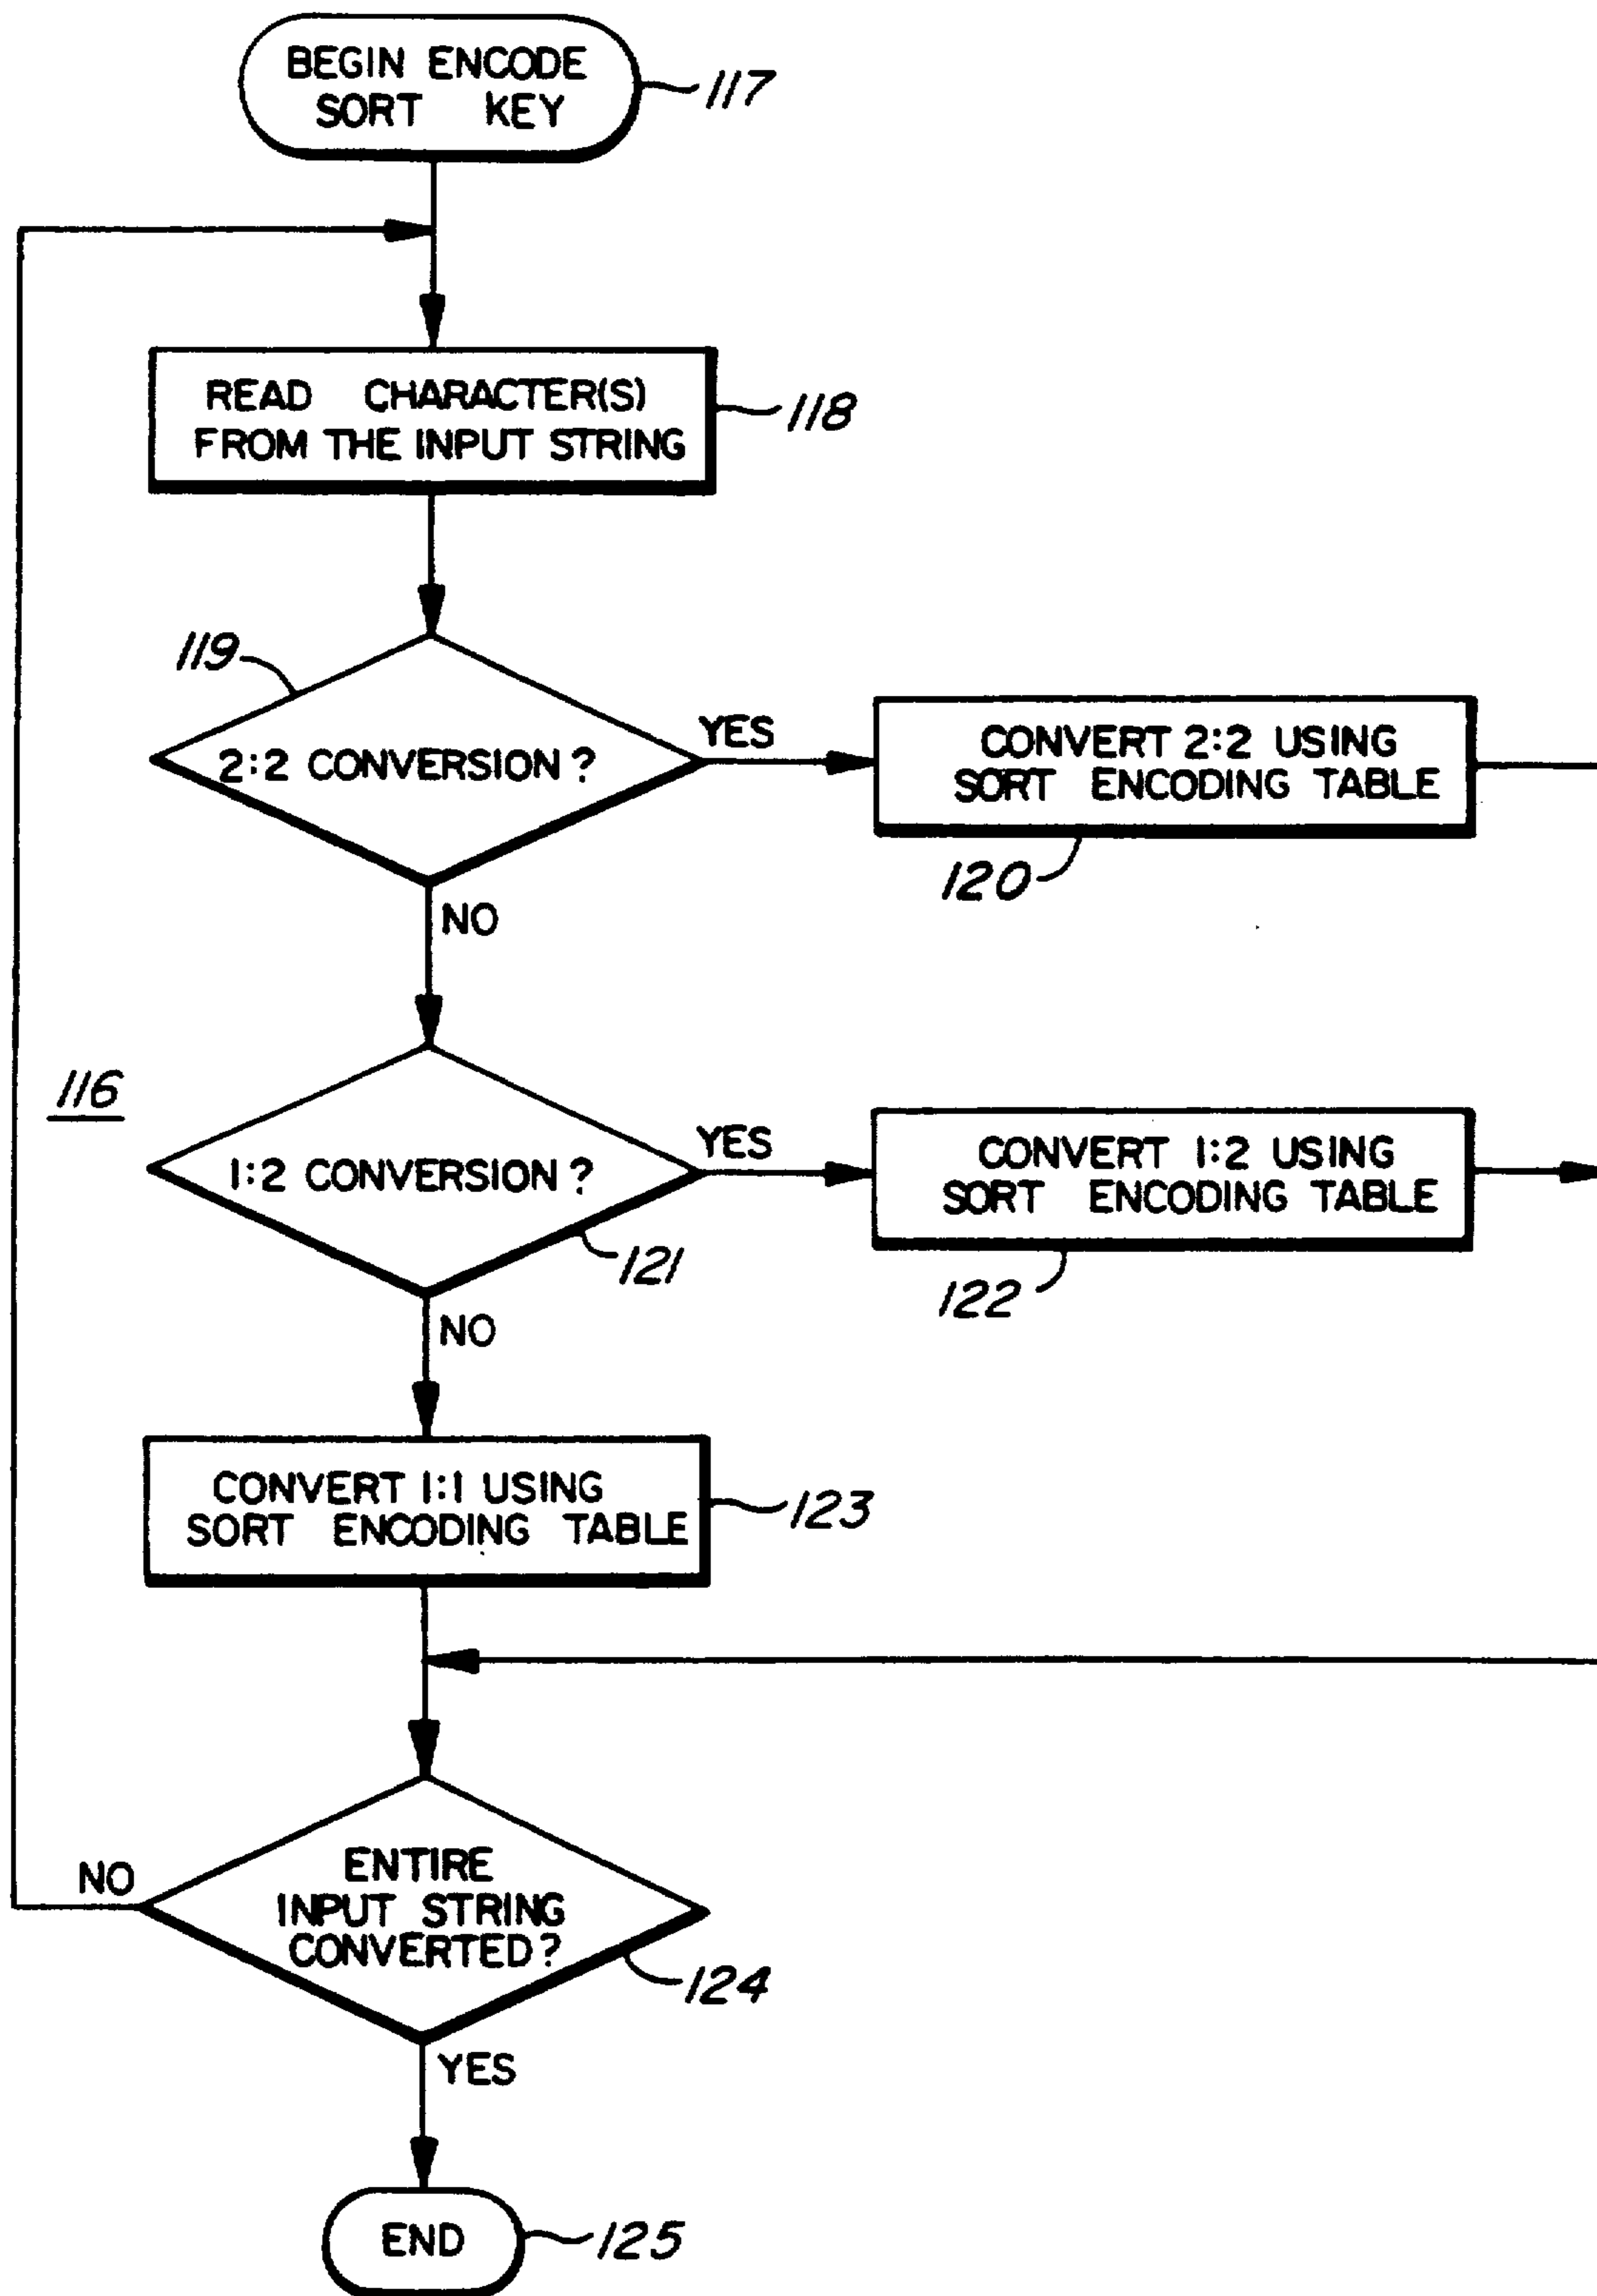 BEGIN ENCODE
SORT KEY
117
READ CHARACTER(S)
FROM THE INPUT STRING
118
119
2:2 CONVERSION?
YES
CONVERT 2:2 USING
SORT ENCODING TABLE
120
NO
116
1:2 CONVERSION?
YES
121
CONVERT 1:2 USING
SORT ENCODING TABLE
122
NO
CONVERT 1:1 USING
SORT ENCODING TABLE
123
NO
ENTIRE
INPUT STRING
CONVERTED?
124
YES
END
125